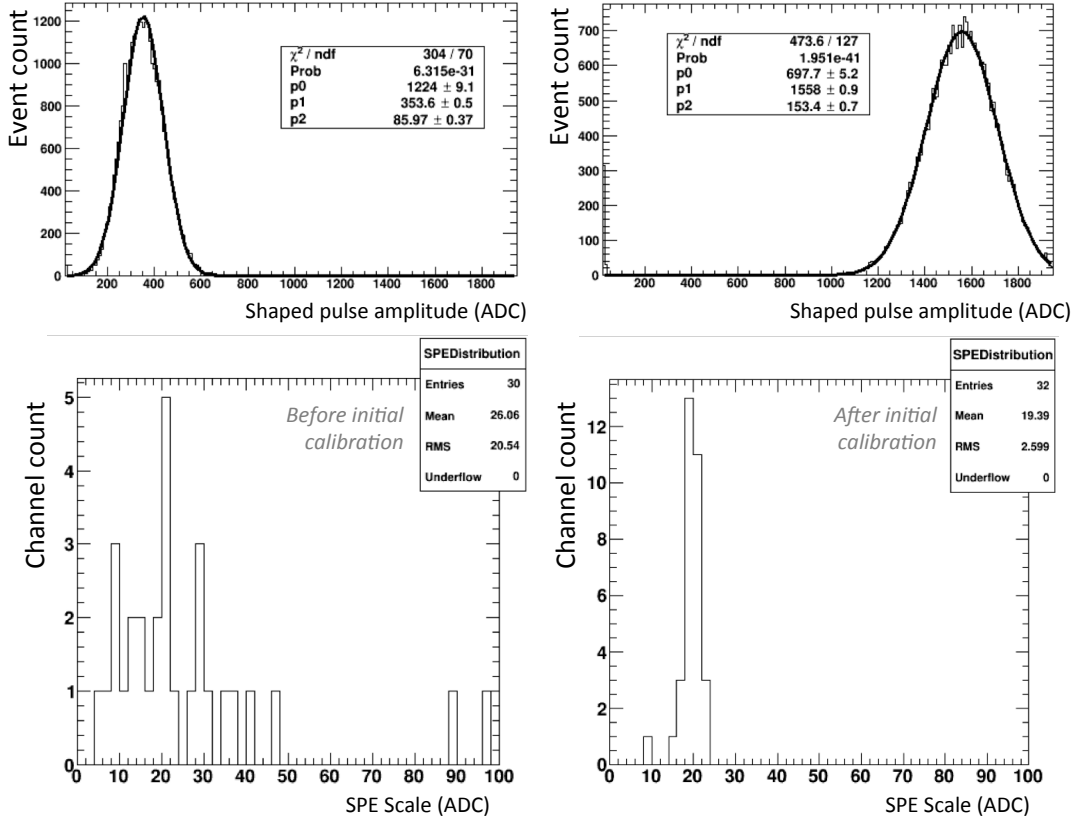 Event count
1200
1000
800
600
400
200
0
χ² / ndf 304 / 70
Prob 6.315e-31
p0 1224 ± 9.1
p1 353.6 ± 0.5
p2 85.97 ± 0.37
200 400 600 800 1000 1200 1400 1600 1800
Shaped pulse amplitude (ADC)
Event count
700
600
500
400
300
200
100
0
χ² / ndf 473.6 / 127
Prob 1.951e-41
p0 697.7 ± 5.2
p1 1558 ± 0.9
p2 153.4 ± 0.7
200 400 600 800 1000 1200 1400 1600 1800
Shaped pulse amplitude (ADC)
SPEDistribution
Entries 30
Mean 26.06
RMS 20.54
Underflow 0
Before initial
calibration
Channel count
5
4
3
2
1
0
0 10 20 30 40 50 60 70 80 90 100
SPE Scale (ADC)
SPEDistribution
Entries 32
Mean 19.39
RMS 2.599
Underflow 0
After initial
calibration
Channel count
12
10
8
6
4
2
0
0 10 20 30 40 50 60 70 80 90 100
SPE Scale (ADC)